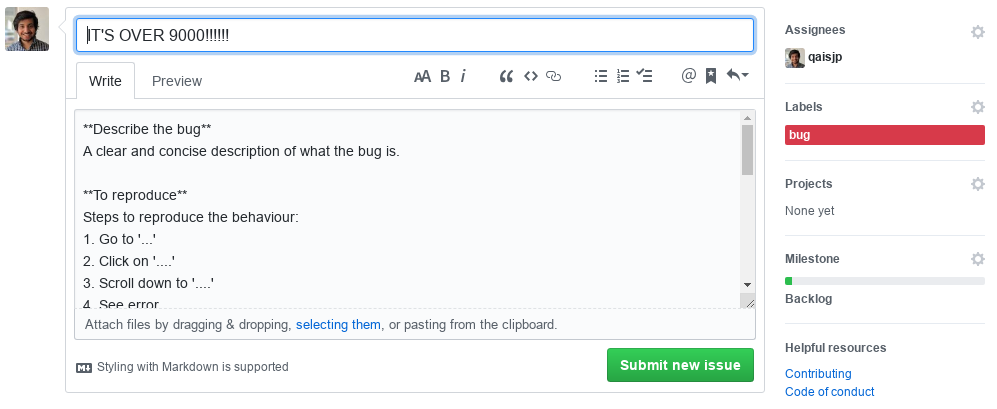 IT'S OVER 9000!!!!!!
Write Preview
**Describe the bug**
A clear and concise description of what the bug is.
**To reproduce**
Steps to reproduce the behaviour:
1. Go to '...'
2. Click on '....'
3. Scroll down to '....'
4. See error
Attach files by dragging & dropping, selecting them, or pasting from the clipboard.
Styling with Markdown is supported
Submit new issue
Assignees
qaisjp
Labels
bug
Projects
None yet
Milestone
Backlog
Helpful resources
Contributing
Code of conduct